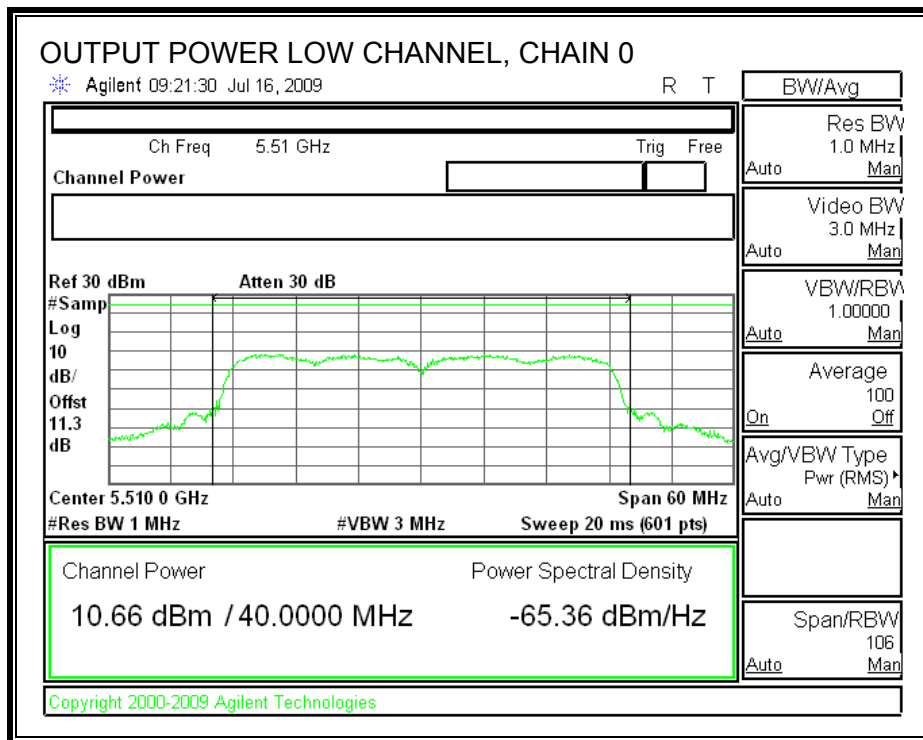 OUTPUT POWER LOW CHANNEL, CHAIN 0
Agilent 09:21:30 Jul 16, 2009 R T
Ch Freq 5.51 GHz Trig Free
Channel Power
Ref 30 dBm Atten 30 dB
#Samp
Log
10
dB/
Offst
11.3
dB
Center 5.510 0 GHz Span 60 MHz
#Res BW 1 MHz #VBW 3 MHz Sweep 20 ms (601 pts)
Channel Power Power Spectral Density
10.66 dBm / 40.0000 MHz -65.36 dBm/Hz
Copyright 2000-2009 Agilent Technologies
BW/Avg
Res BW
1.0 MHz
Auto Man
Video BW
3.0 MHz
Auto Man
VBW/RBW
1.00000
Auto Man
Average
100
On Off
Avg/VBW Type
Pwr (RMS)
Auto Man
Span/RBW
106
Auto Man